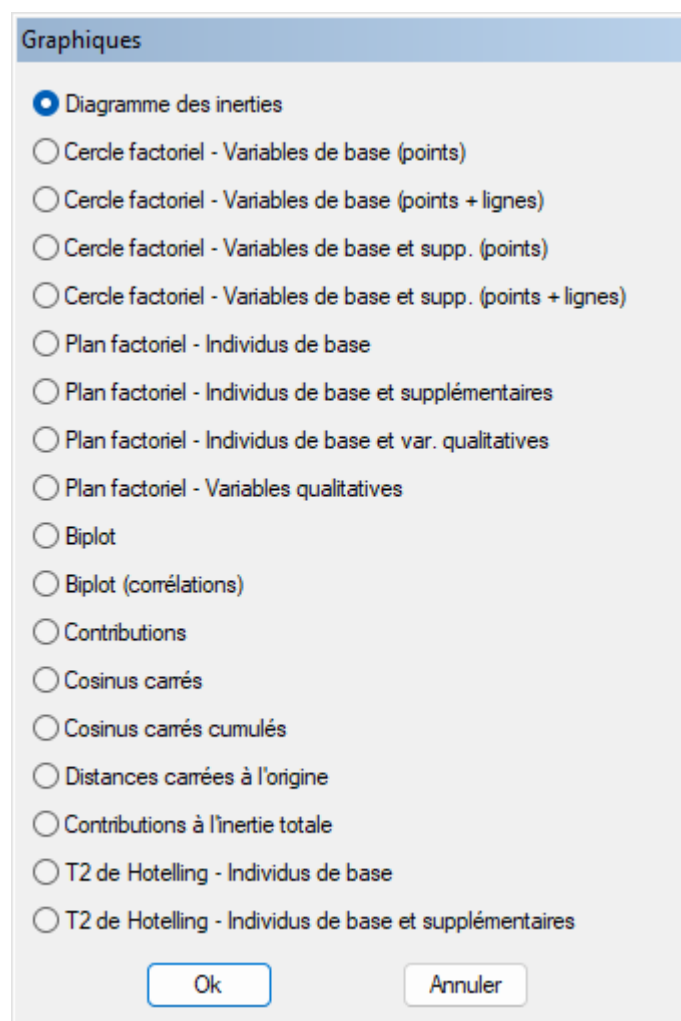 Graphiques
Diagramme des inerties
Cercle factoriel - Variables de base (points)
Cercle factoriel - Variables de base (points + lignes)
Cercle factoriel - Variables de base et supp. (points)
Cercle factoriel - Variables de base et supp. (points + lignes)
Plan factoriel - Individus de base
Plan factoriel - Individus de base et supplémentaires
Plan factoriel - Individus de base et var. qualitatives
Plan factoriel - Variables qualitatives
Biplot
Biplot (corrélations)
Contributions
Cosinus carrés
Cosinus carrés cumulés
Distances carrées à l'origine
Contributions à l'inertie totale
T2 de Hotelling - Individus de base
T2 de Hotelling - Individus de base et supplémentaires
Ok Annuler